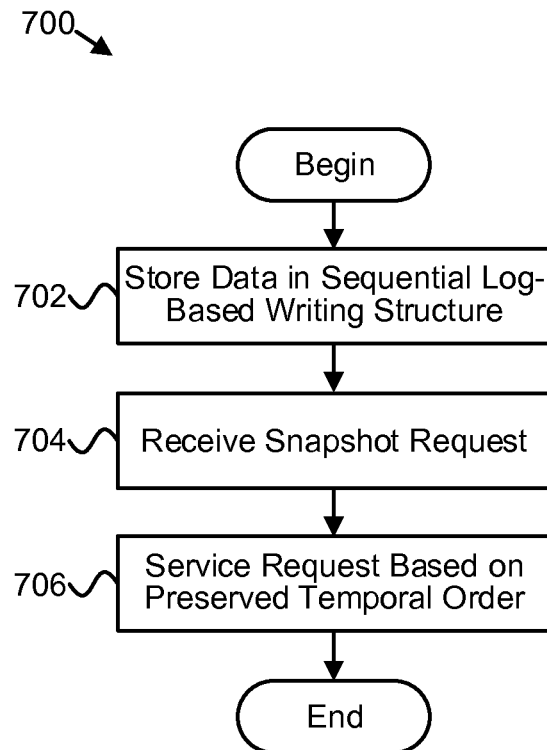 700
Begin
702
Store Data in Sequential Log-
Based Writing Structure
704
Receive Snapshot Request
706
Service Request Based on
Preserved Temporal Order
End